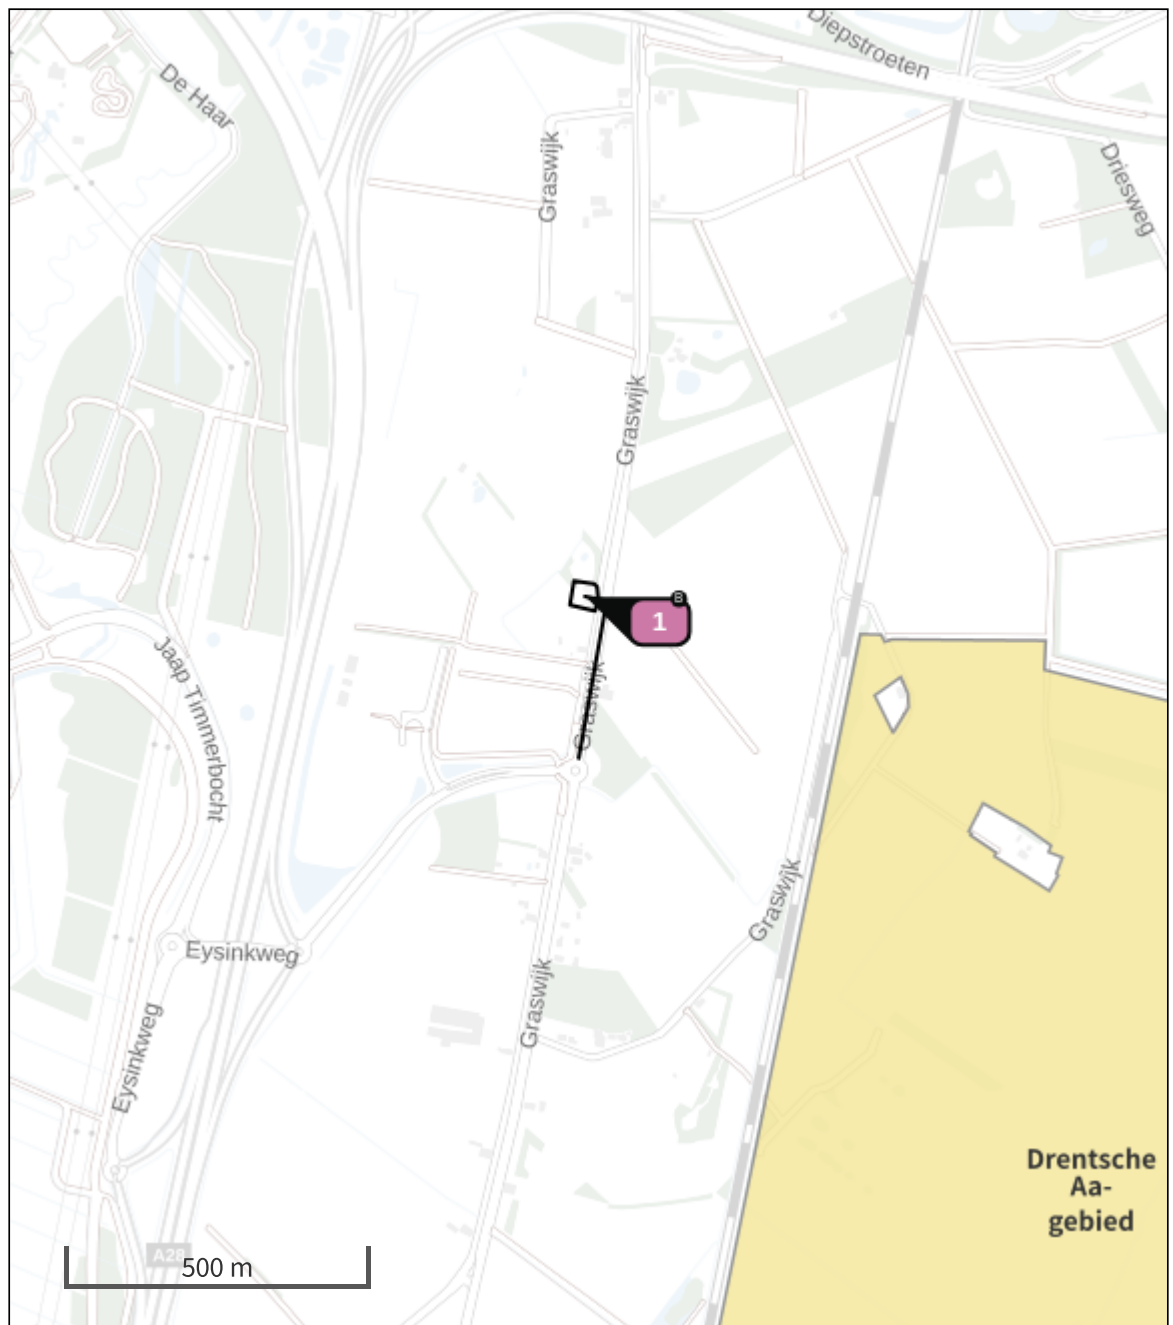 Diepstroeten
De Haar
Graswijk
Driesweg
Graswijk
B
1
Graswijk
Jaap Timmerbocht
Graswijk
Eysinkweg
Graswijk
Eysinkweg
Drentsche
Aa-
gebied
A28
500 m